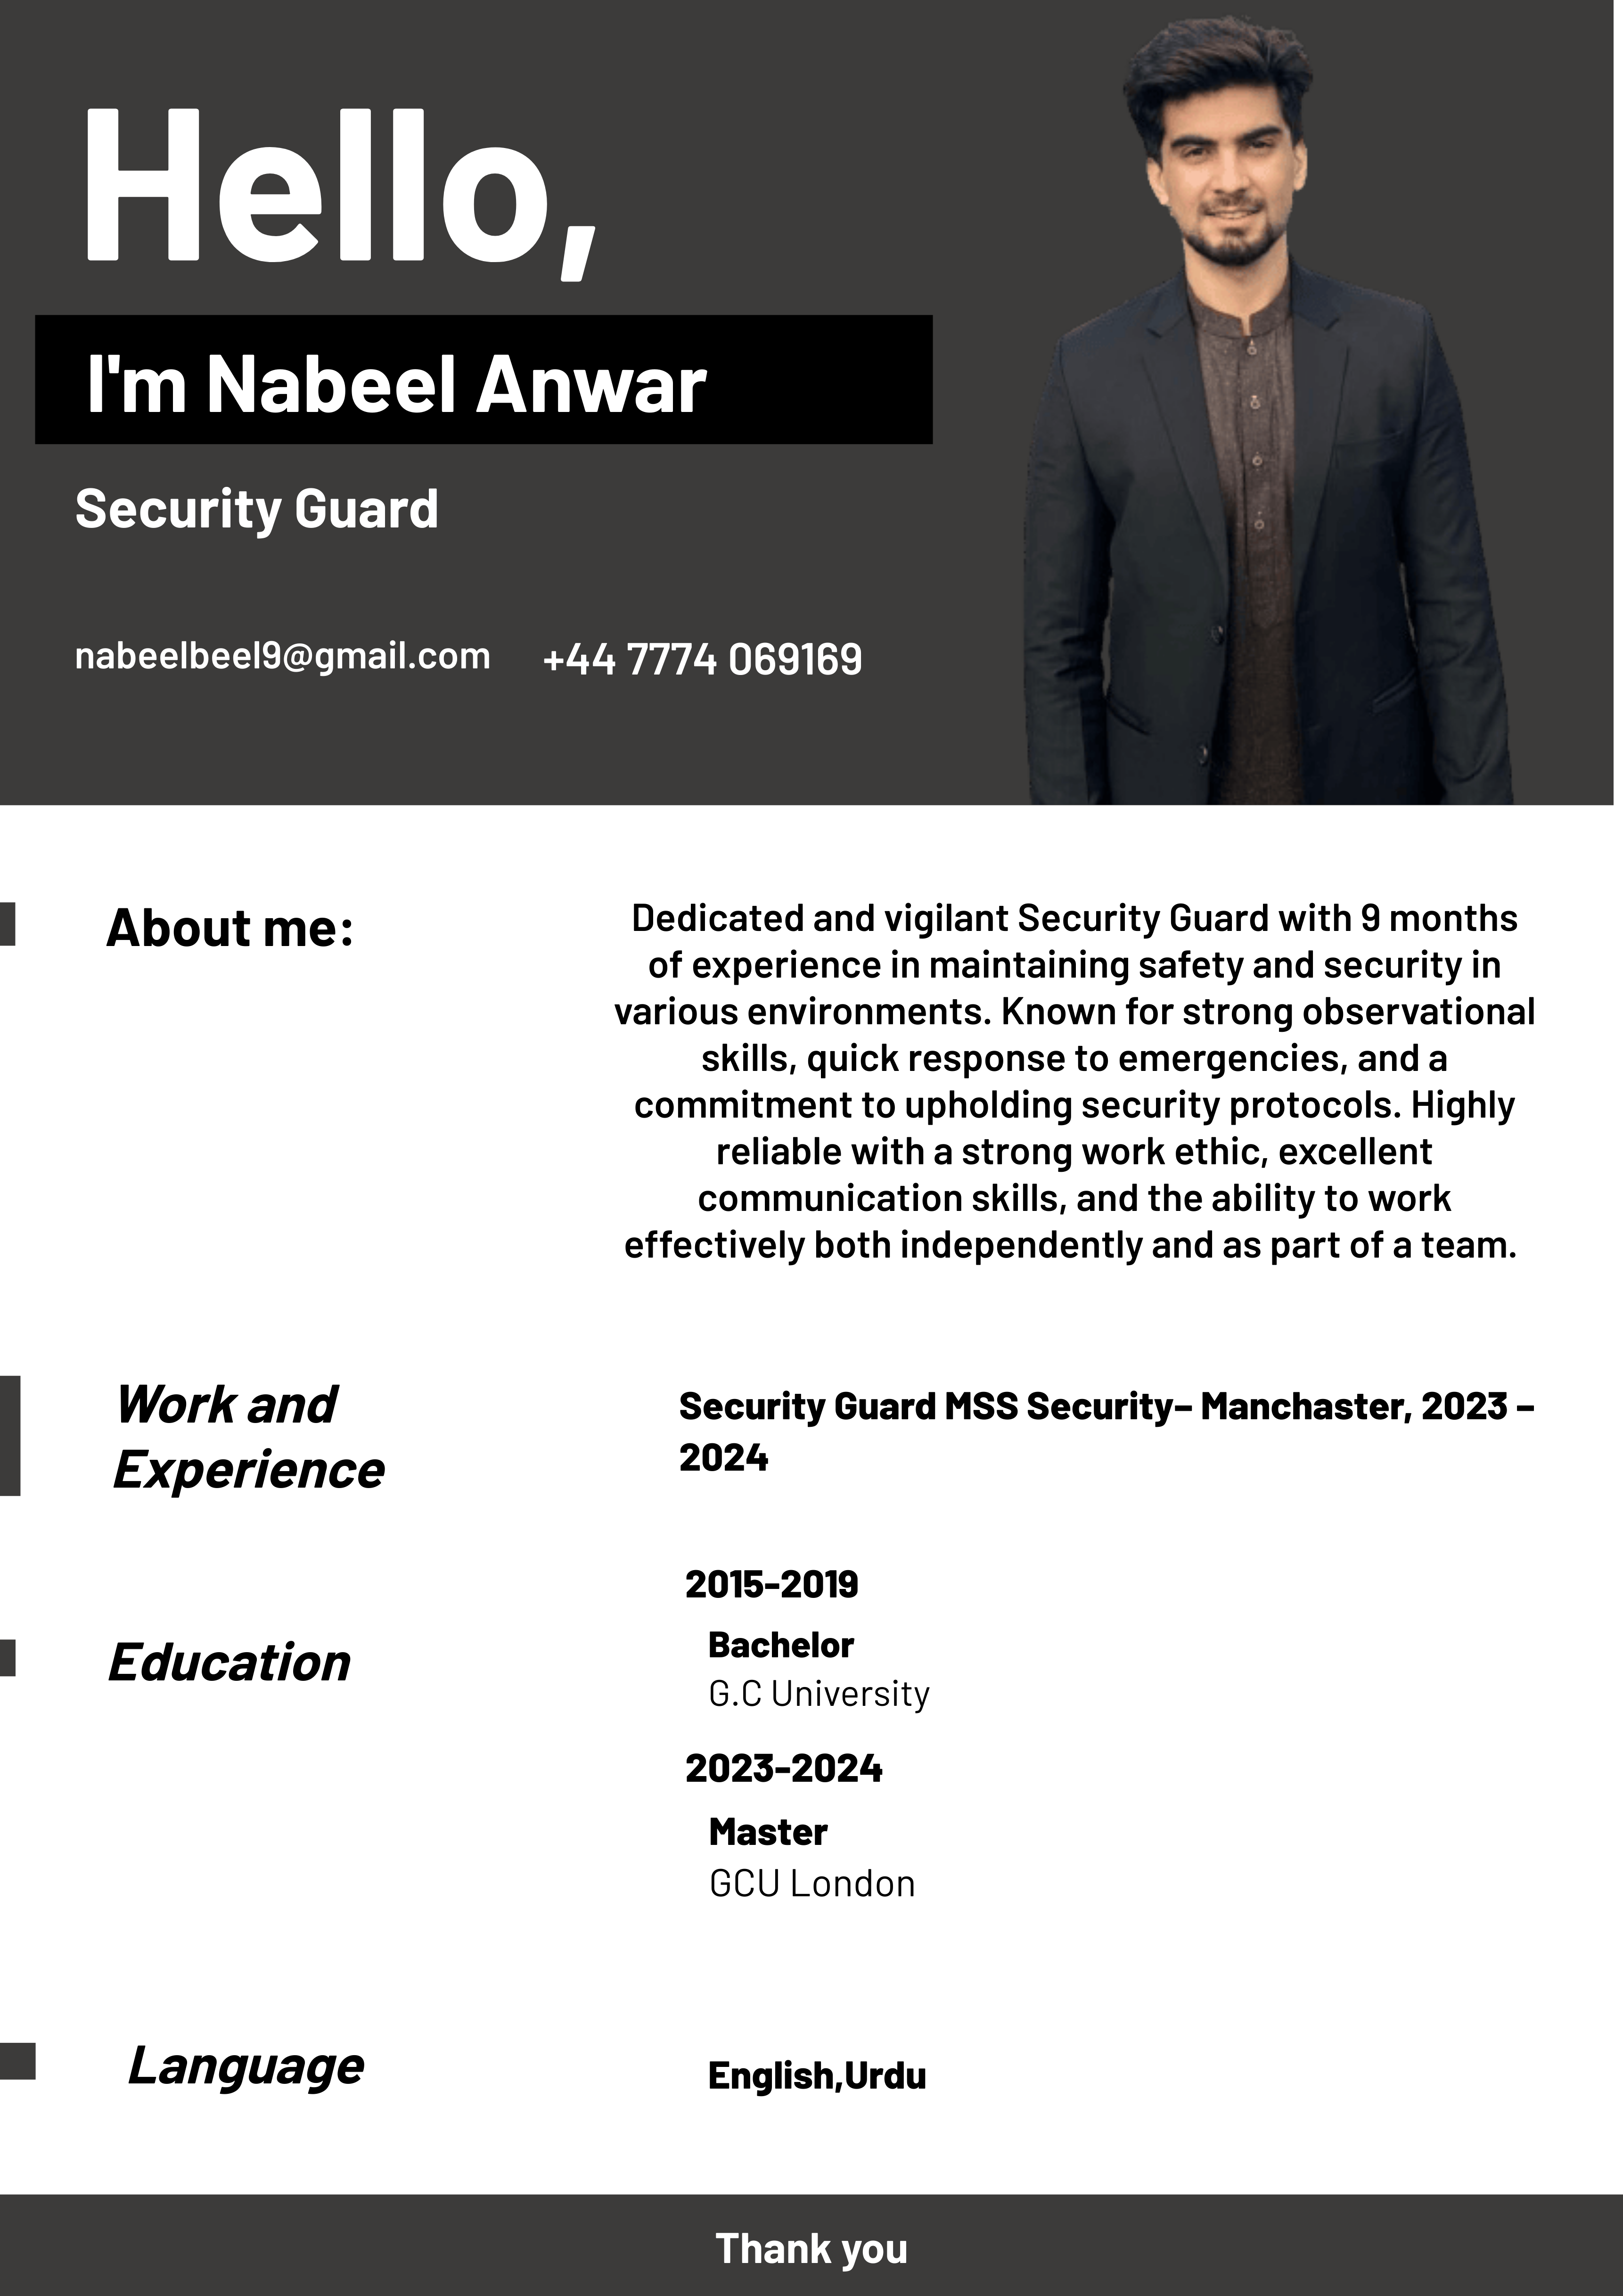 Hello,
I'm Nabeel Anwar
Security Guard
nabeelbeel9@gmail.com +44 7774 069169
About me:
Dedicated and vigilant Security Guard with 9 months
of experience in maintaining safety and security in
various environments. Known for strong observational
skills, quick response to emergencies, and a
commitment to upholding security protocols. Highly
reliable with a strong work ethic, excellent
communication skills, and the ability to work
effectively both independently and as part of a team.
Work and
Experience
Security Guard MSS Security– Manchaster, 2023 –
2024
Education
2015-2019
Bachelor
G.C University
2023-2024
Master
GCU London
Language
English,Urdu
Thank you